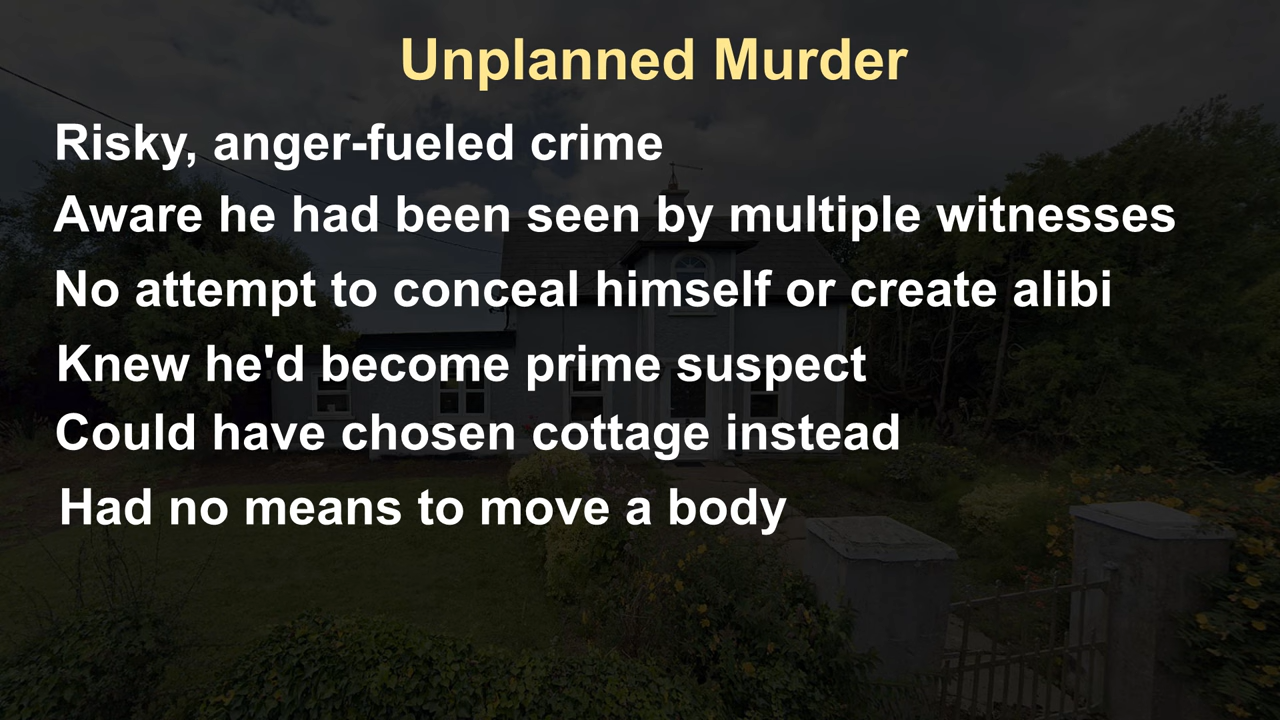 Unplanned Murder
Risky, anger-fueled crime
Aware he had been seen by multiple witnesses
No attempt to conceal himself or create alibi
Knew he'd become prime suspect
Could have chosen cottage instead
Had no means to move a body